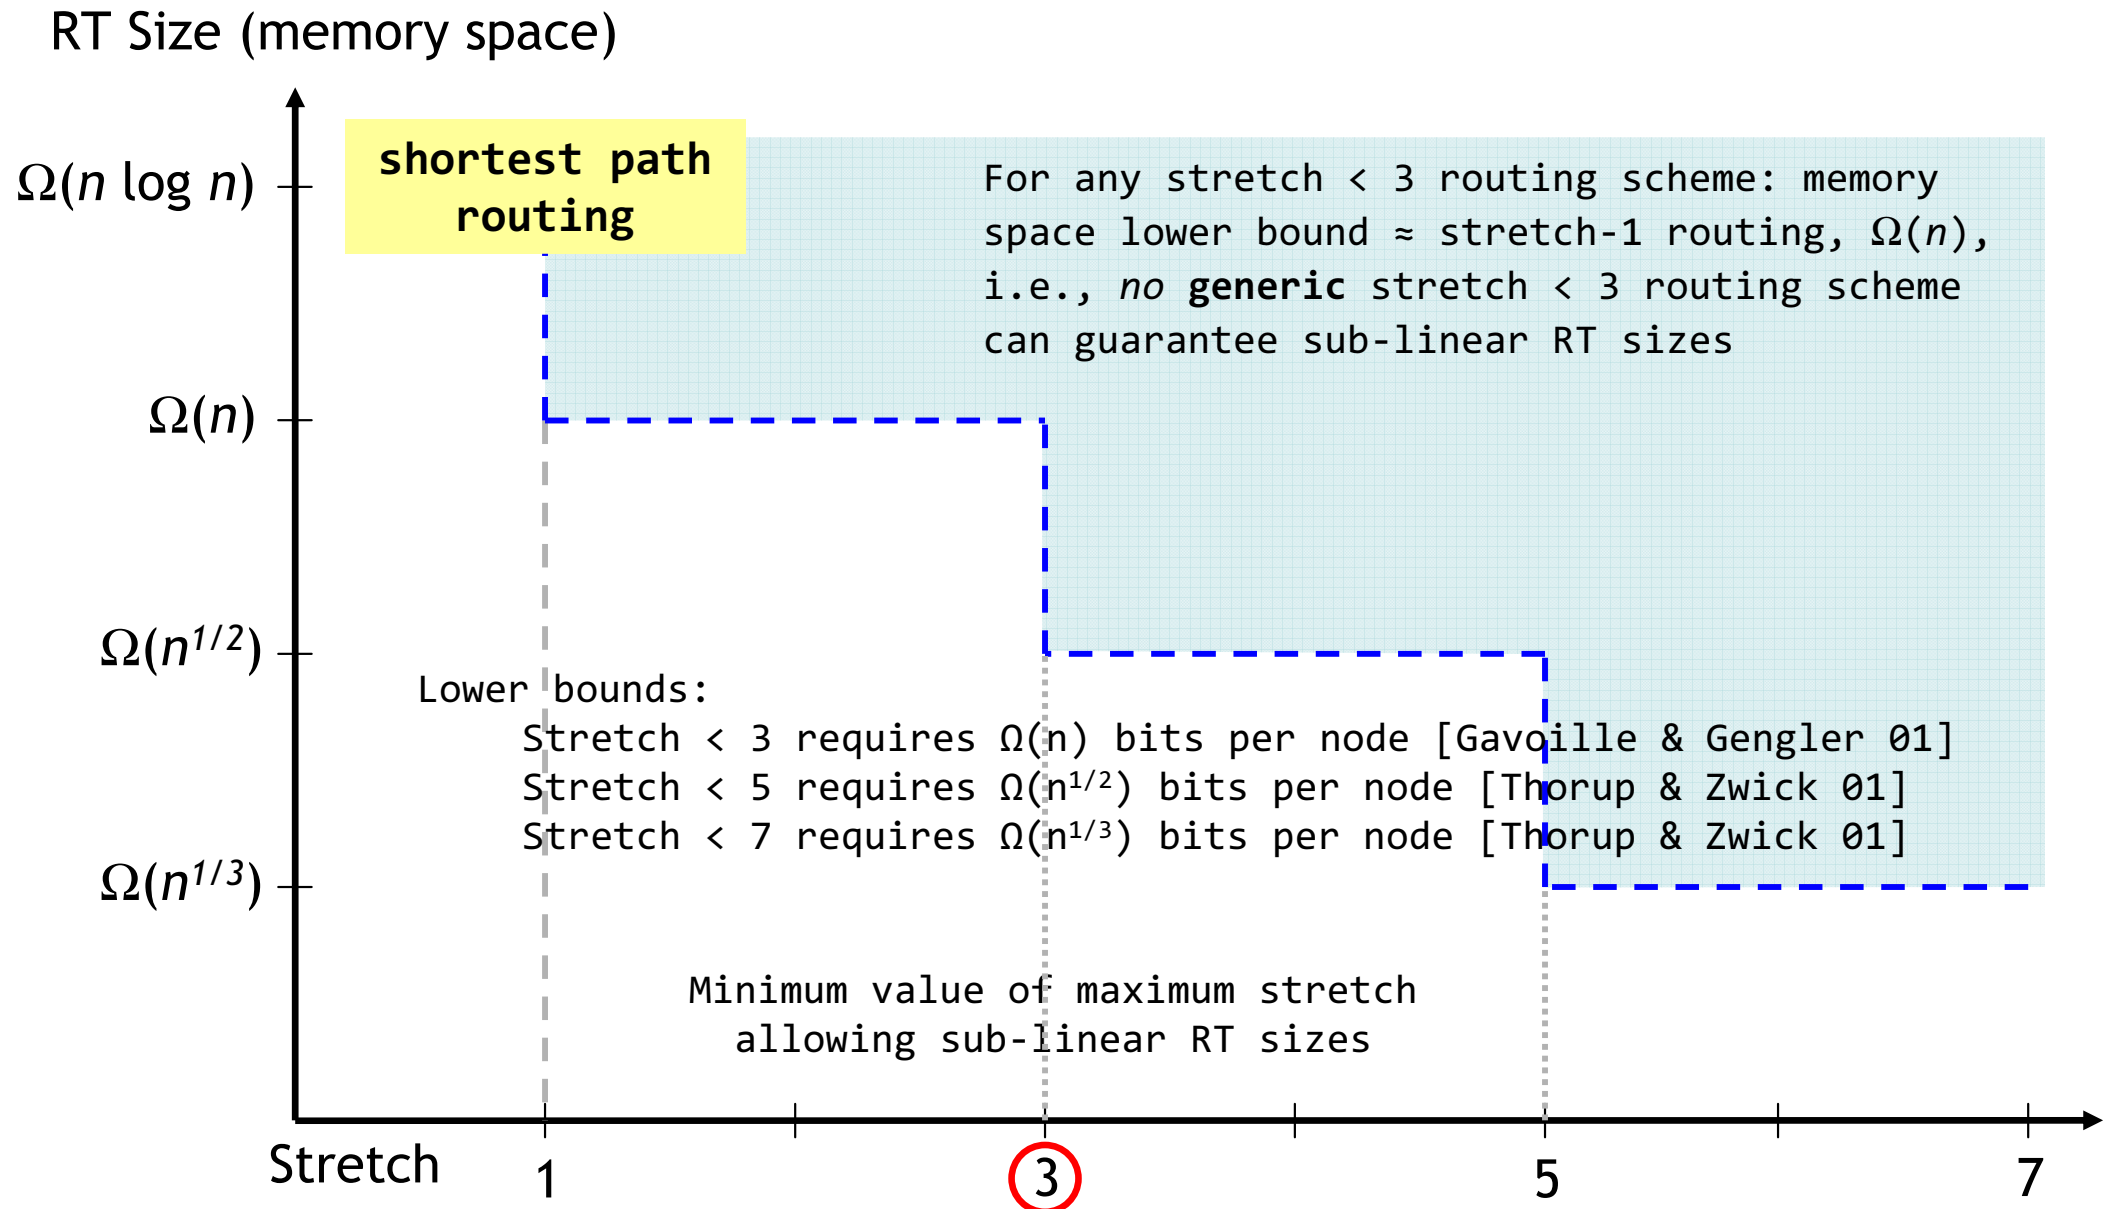 RT Size (memory space)
Ω(n log n)
shortest path
routing
For any stretch < 3 routing scheme: memory
space lower bound ≈ stretch-1 routing, Ω(n),
i.e., no generic stretch < 3 routing scheme
can guarantee sub-linear RT sizes
Ω(n)
Ω(n^1/2)
Lower bounds:
Stretch < 3 requires Ω(n) bits per node [Gavoille & Gengler 01]
Stretch < 5 requires Ω(n^1/2) bits per node [Thorup & Zwick 01]
Stretch < 7 requires Ω(n^1/3) bits per node [Thorup & Zwick 01]
Ω(n^1/3)
Minimum value of maximum stretch
allowing sub-linear RT sizes
Stretch 1 3 5 7